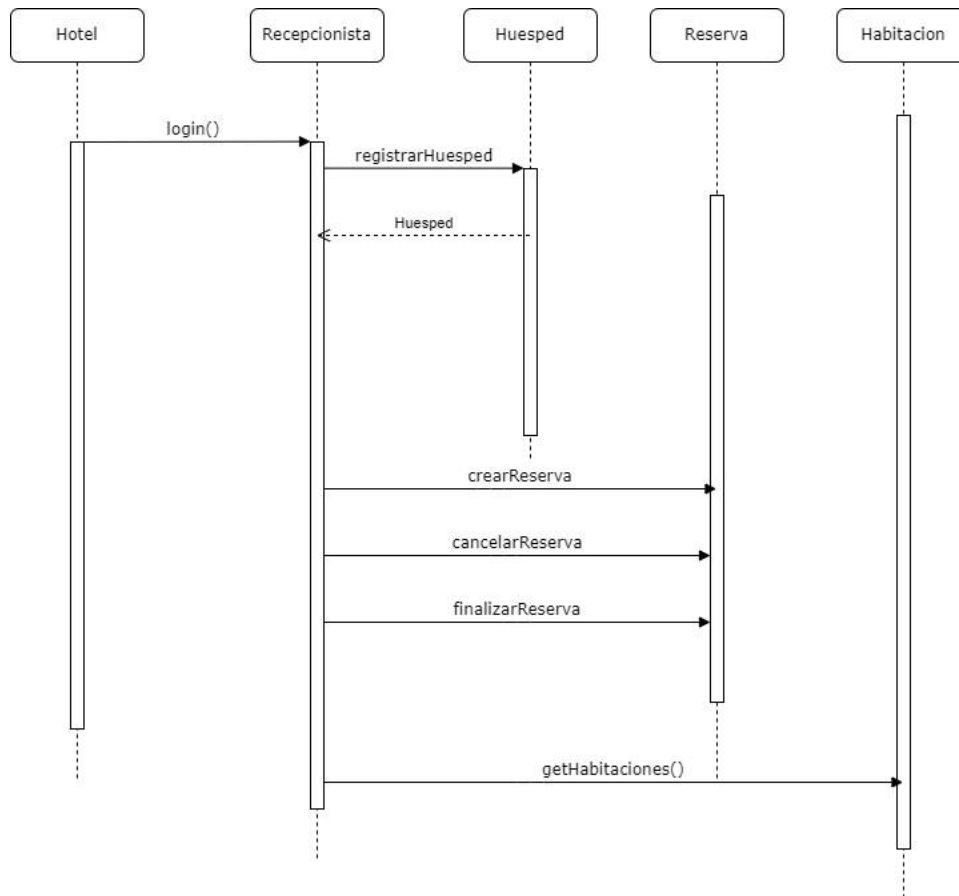 Hotel
Recepcionista
Huesped
Reserva
Habitacion
login()
registrarHuesped
Huesped
crearReserva
cancelarReserva
finalizarReserva
getHabitaciones()